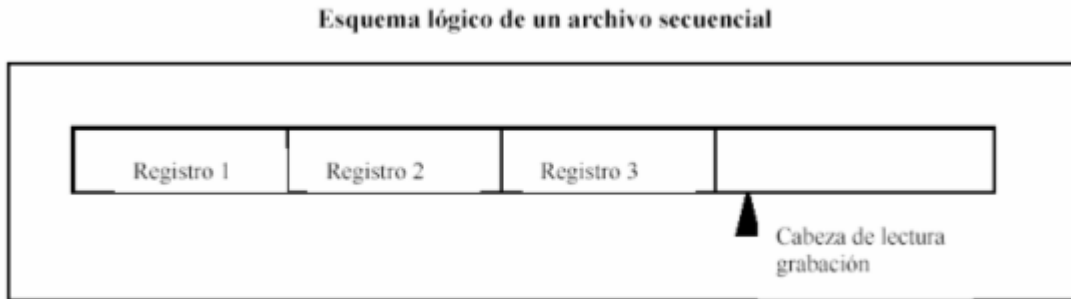 Esquema lógico de un archivo secuencial
Registro 1
Registro 2
Registro 3
Cabeza de lectura
grabación